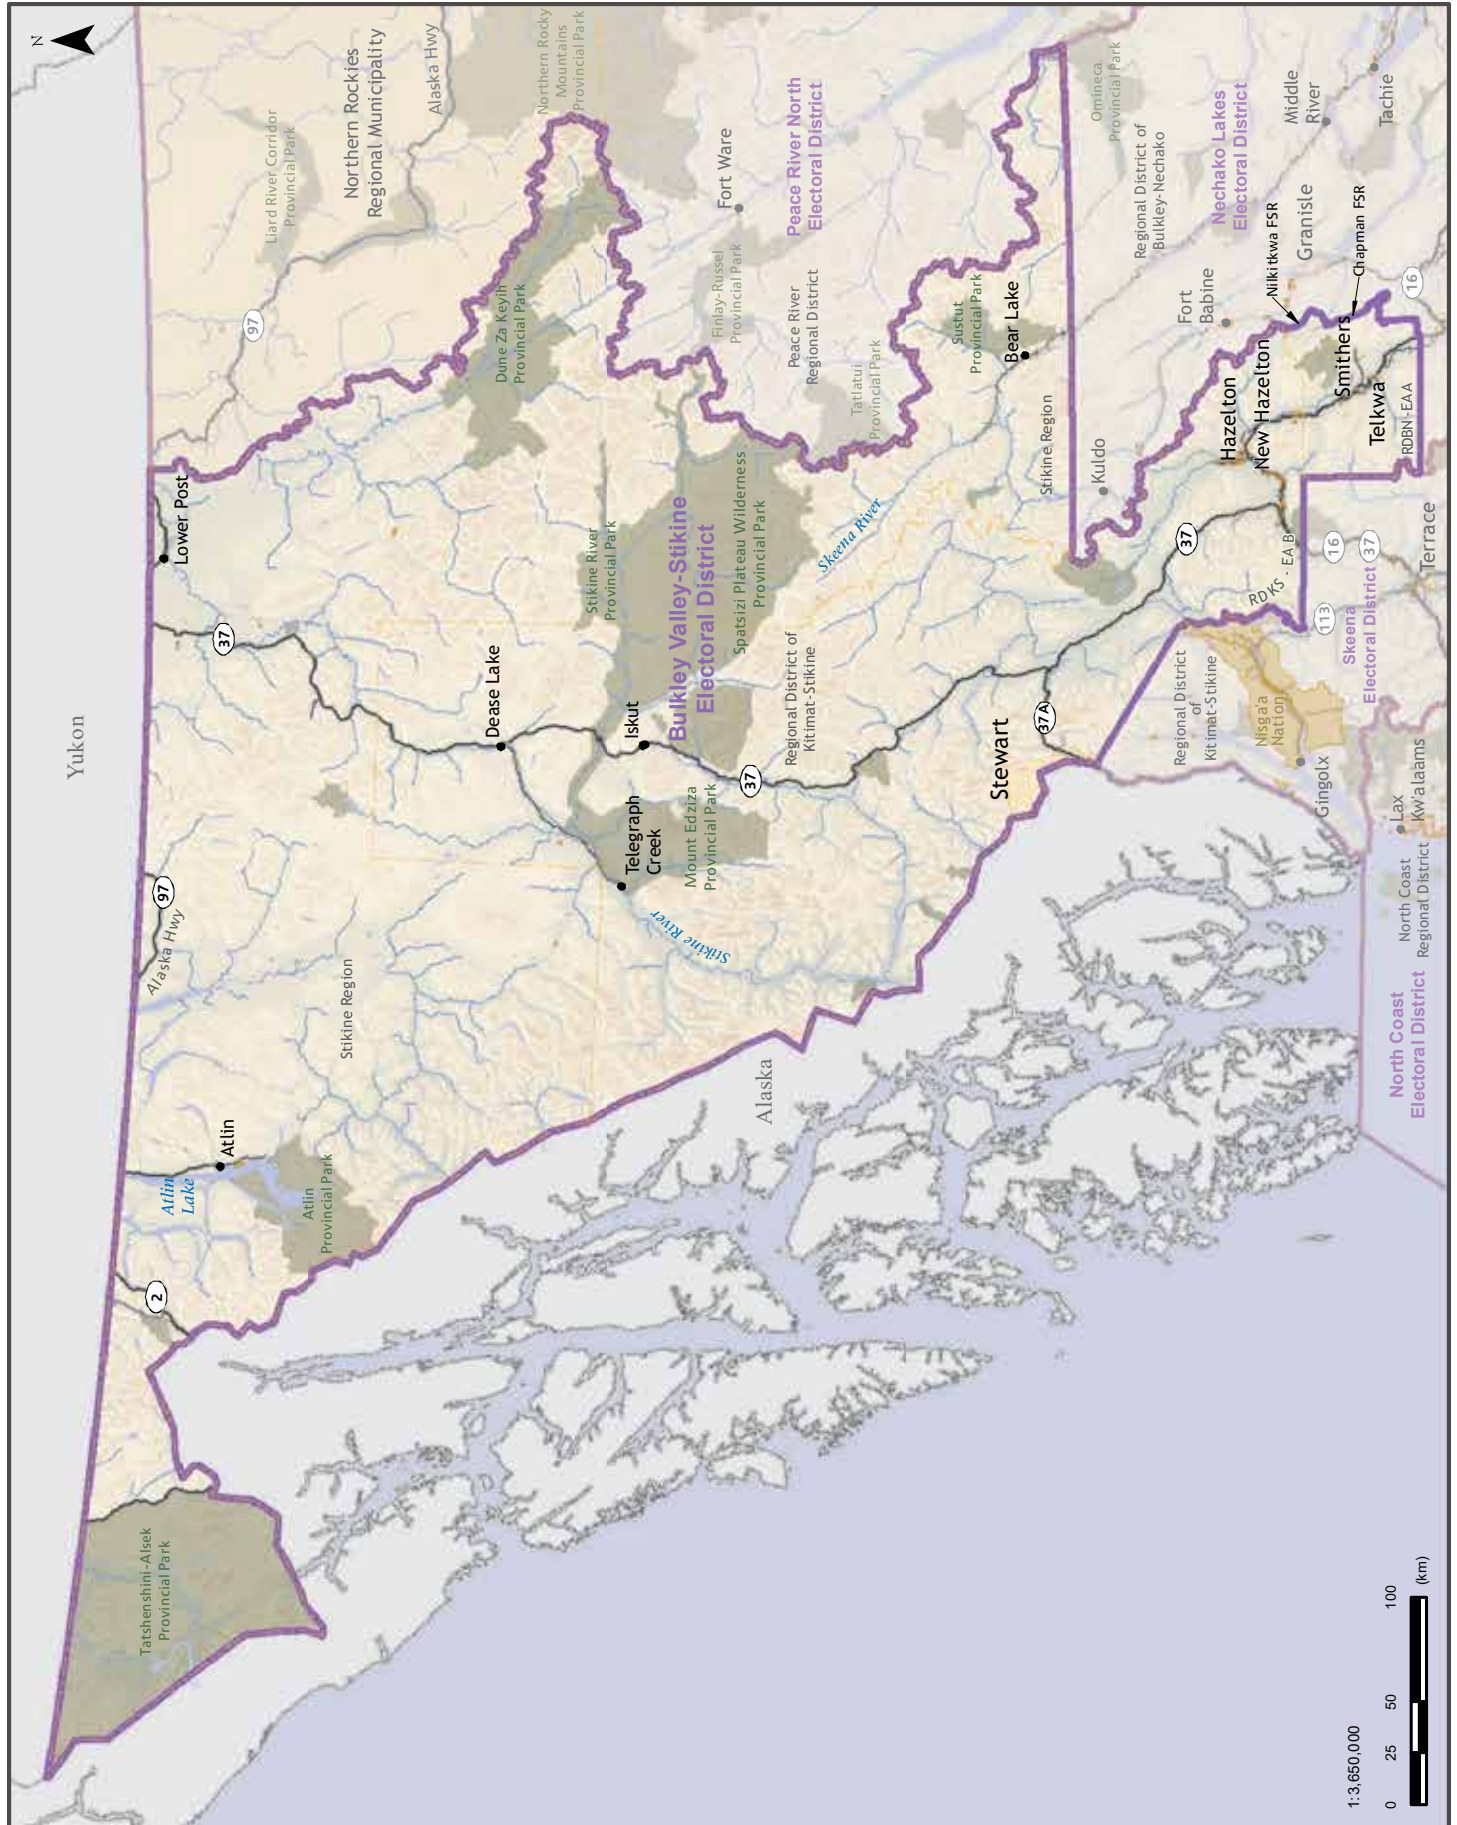 N
Yukon
Tatshenshini-Alsek
Provincial Park
2
Atlin
Lake
Atlin
Atlin
Provincial Park
Alaska Hwy
97
Stikine Region
37
Lower Post
97
Liard River Corridor
Provincial Park
Northern Rockies
Regional Municipality
Alaska Hwy
Northern Rocky
Mountains
Provincial Park
Dease Lake
Dune Za Keyih
Provincial Park
Telegraph
Creek
Stikine River
Mount Edziza
Provincial Park
Iskut
Stikine River
Provincial Park
Bulkley Valley-Stikine
Electoral District
Spatsizi Plateau Wilderness
Provincial Park
37
Regional District of
Kitimat-Stikine
Skeena River
Fort Ware
Finlay-Russel
Provincial Park
Peace River North
Electoral District
Peace River
Regional District
Tatlatui
Provincial Park
Alaska
Sustut
Provincial Park
Bear Lake
Stikine Region
Stewart
37A
Kuldo
Omineca
Provincial Park
Regional District of
Bulkley-Nechako
37
Regional District
of
Kitimat-Stikine
Nisga'a
Nation
Gingolx
RDKS - EA B
Hazelton
New Hazelton
Fort
Babine
Nechako Lakes
Electoral District
Nilkitkwa FSR
Granisle
Middle
River
Tachie
Chapman FSR
Smithers
Telkwa
RDBN-EA A
16
113
16
37
Skeena
Electoral District
Terrace
Lax
Kw'alaams
North Coast
Regional District
North Coast
Electoral District
1:3,650,000
0
25
50
100
(km)